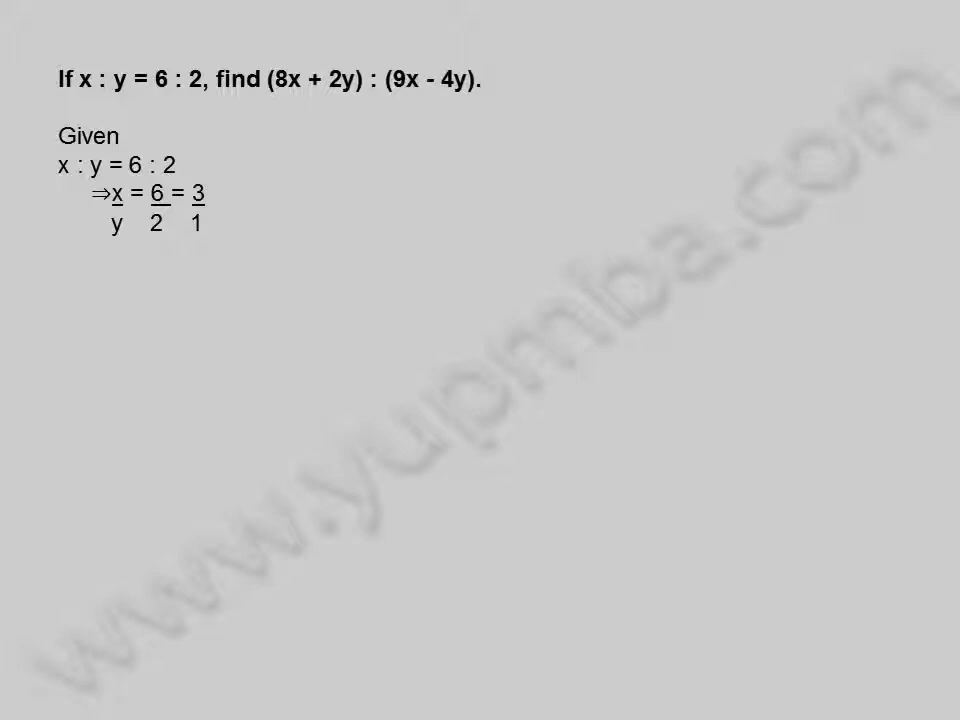 If x : y = 6 : 2, find (8x + 2y) : (9x - 4y).
Given
x : y = 6 : 2
⇒x = 6 = 3
y 2 1
www.yupmba.com